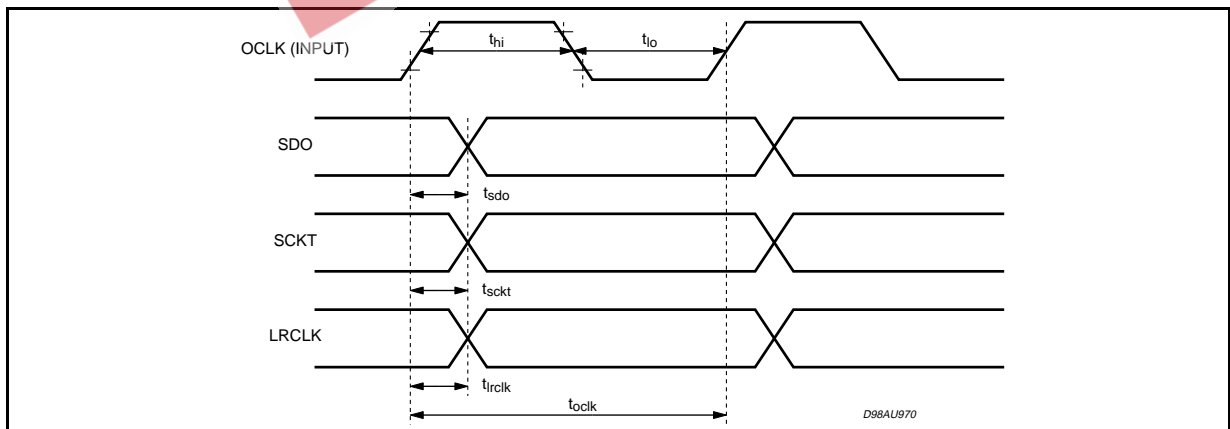 OCLK (INPUT)
thi
tlo
SDO
tsdo
SCKT
tsckt
LRCLK
tlrclk
toclk
D98AU970